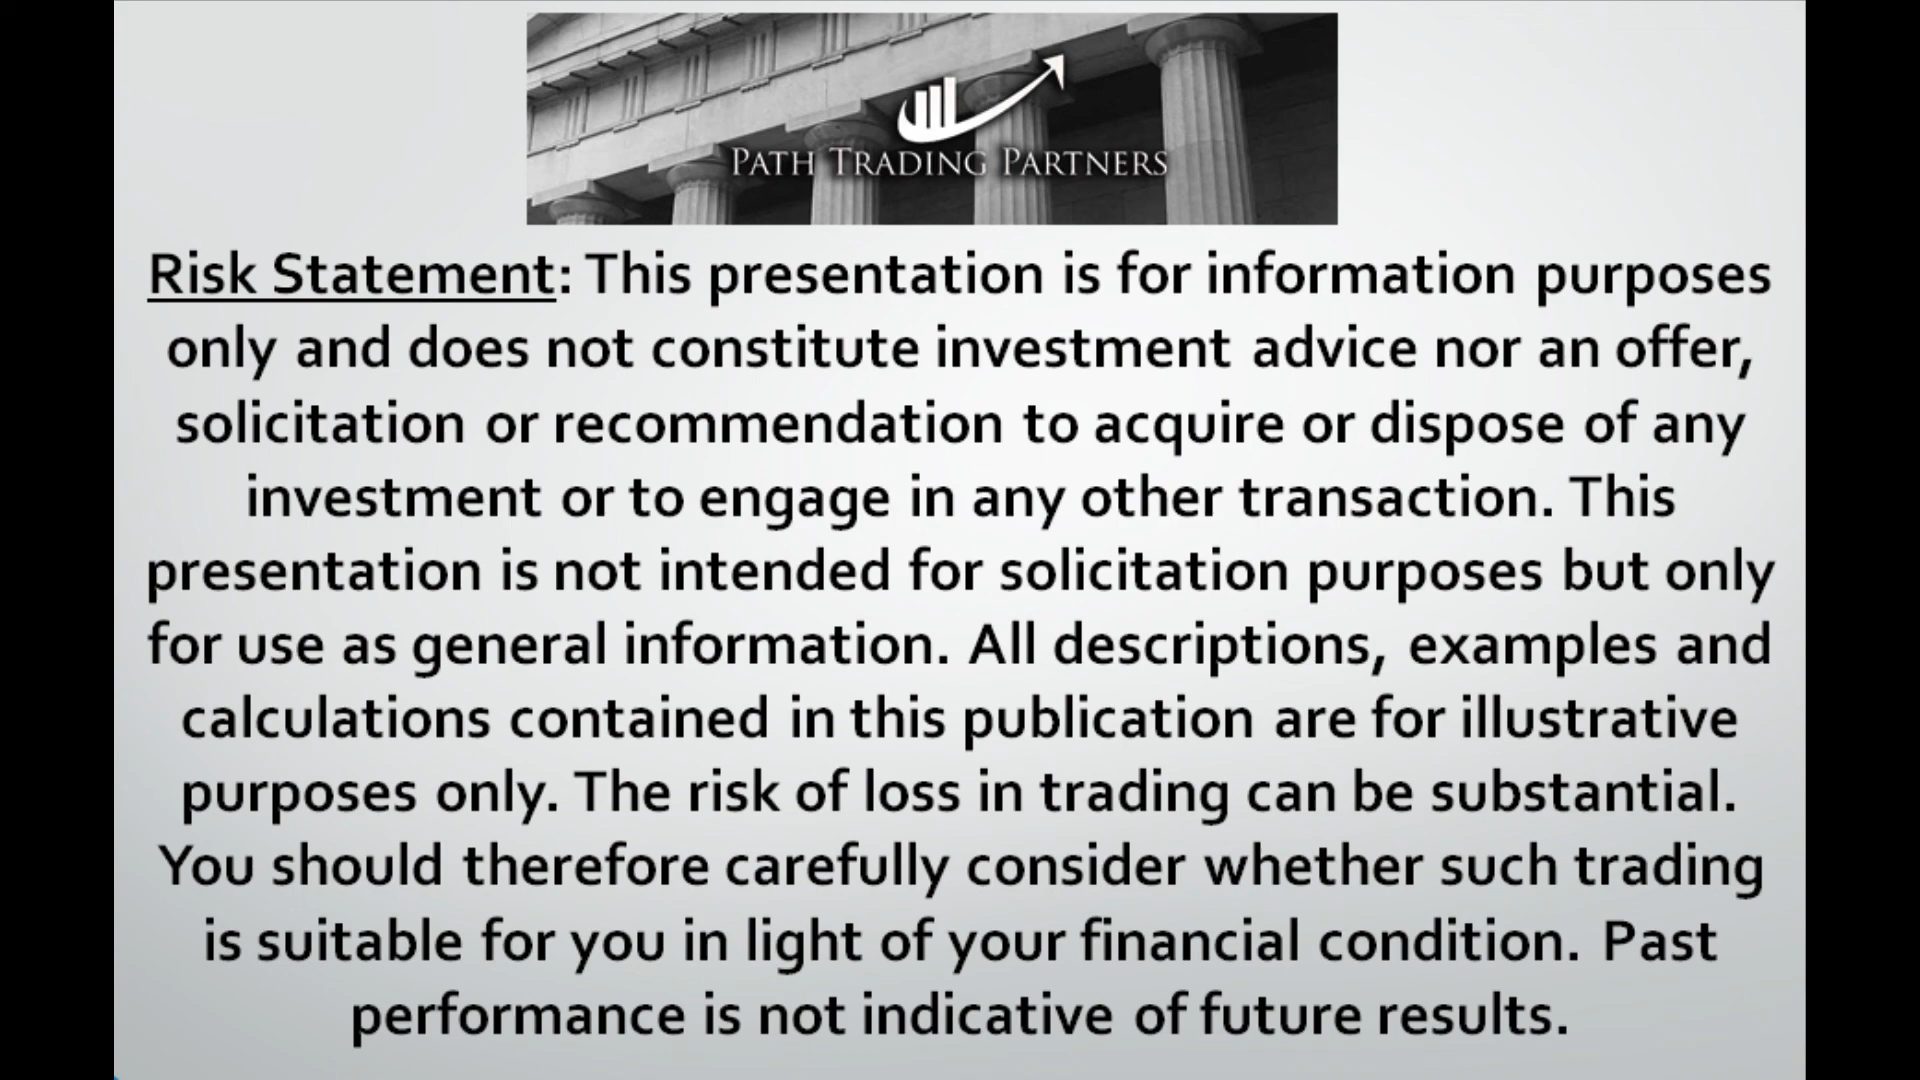 PATH TRADING PARTNERS
Risk Statement: This presentation is for information purposes
only and does not constitute investment advice nor an offer,
solicitation or recommendation to acquire or dispose of any
investment or to engage in any other transaction. This
presentation is not intended for solicitation purposes but only
for use as general information. All descriptions, examples and
calculations contained in this publication are for illustrative
purposes only. The risk of loss in trading can be substantial.
You should therefore carefully consider whether such trading
is suitable for you in light of your financial condition. Past
performance is not indicative of future results.